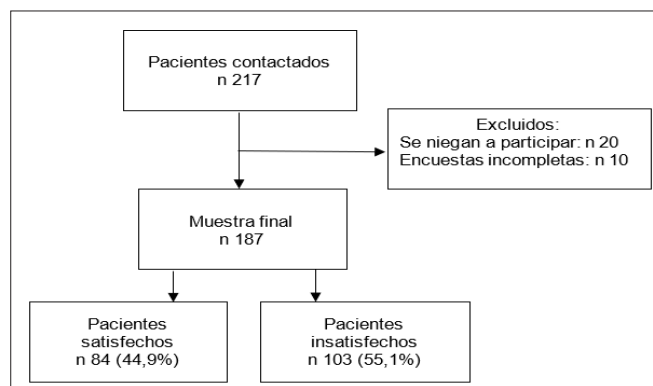 Pacientes contactados
n 217
Excluidos:
Se niegan a participar: n 20
Encuestas incompletas: n 10
Muestra final
n 187
Pacientes
satisfechos
n 84 (44,9%)
Pacientes
insatisfechos
n 103 (55,1%)